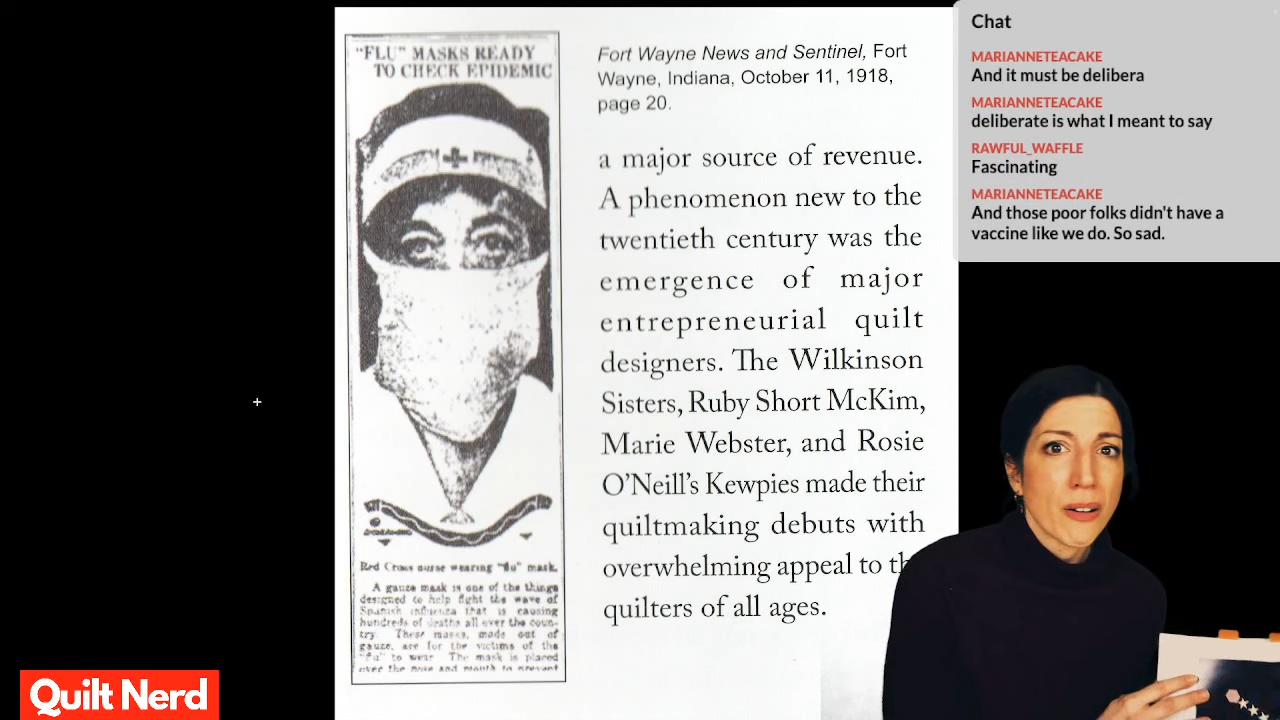 "FLU" MASKS READY
TO CHECK EPIDEMIC
Red Cross nurse wearing "flu" mask.
A gauze mask is one of the things
designed to help fight the wave of
Spanish influenza that is causing
hundreds of deaths all over the coun-
try. These masks, made out of
gauze, are for the victims of the
"flu" to wear. The mask is placed
over the nose and mouth to prevent
Fort Wayne News and Sentinel, Fort
Wayne, Indiana, October 11, 1918,
page 20.
a major source of revenue.
A phenomenon new to the
twentieth century was the
emergence of major
entrepreneurial quilt
designers. The Wilkinson
Sisters, Ruby Short McKim,
Marie Webster, and Rosie
O'Neill's Kewpies made their
quiltmaking debuts with
overwhelming appeal to th
quilters of all ages.
Chat
MARIANNETEACAKE
And it must be delibera
MARIANNETEACAKE
deliberate is what I meant to say
RAWFUL_WAFFLE
Fascinating
MARIANNETEACAKE
And those poor folks didn't have a
vaccine like we do. So sad.
Quilt Nerd